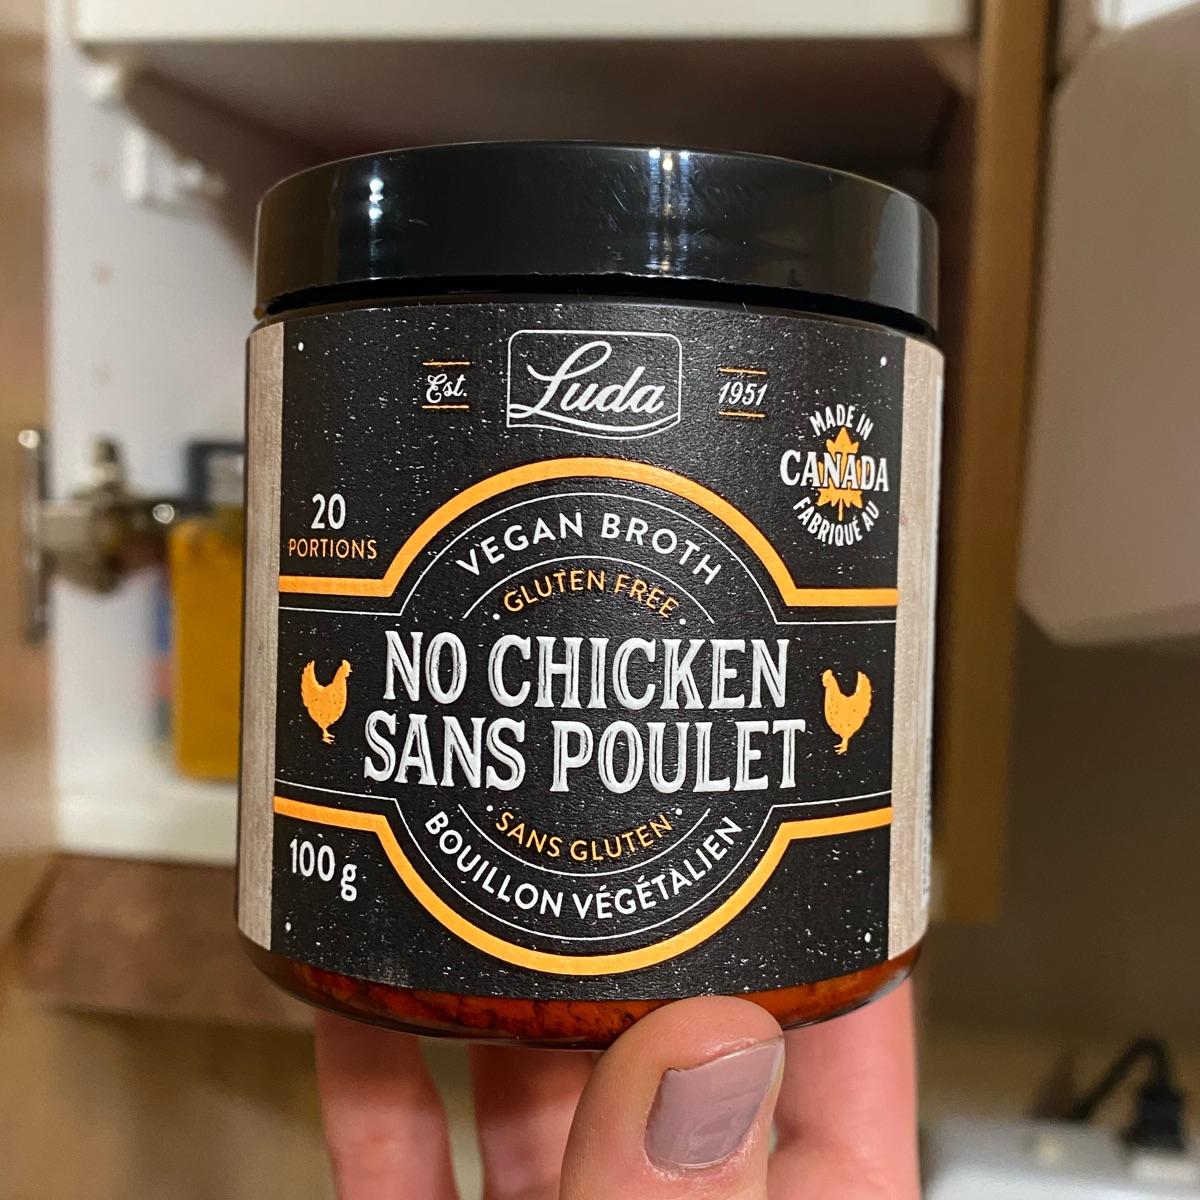 Est. Luda 1951
MADE IN
CANADA
FABRIQUÉ AU
20
PORTIONS
VEGAN BROTH
GLUTEN FREE
NO CHICKEN
SANS POULET
SANS GLUTEN
BOUILLON VÉGÉTALIEN
100 g